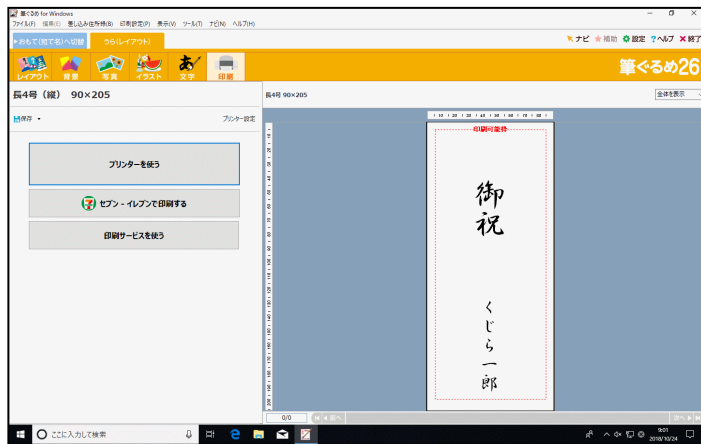 筆ぐるめ for Windows
ファイル(F) 編集(E) 差し込み住所録(B) 印刷設定(P) 表示(V) ツール(T) ナビ(N) ヘルプ(H)
おもて(宛て名)へ切替 うら(レイアウト) ナビ 補助 設定 ?ヘルプ ×終了
レイアウト 背景 写真 イラスト 文字 印刷 筆ぐるめ26
長4号（縦） 90×205
長4号 90×205 全体を表示
保存 プリンター設定
プリンターを使う
セブン‐イレブンで印刷する
印刷サービスを使う
印刷可能枠
御祝
くじら一郎
0/0 前へ 次へ
ここに入力して検索
9:01
2018/10/24